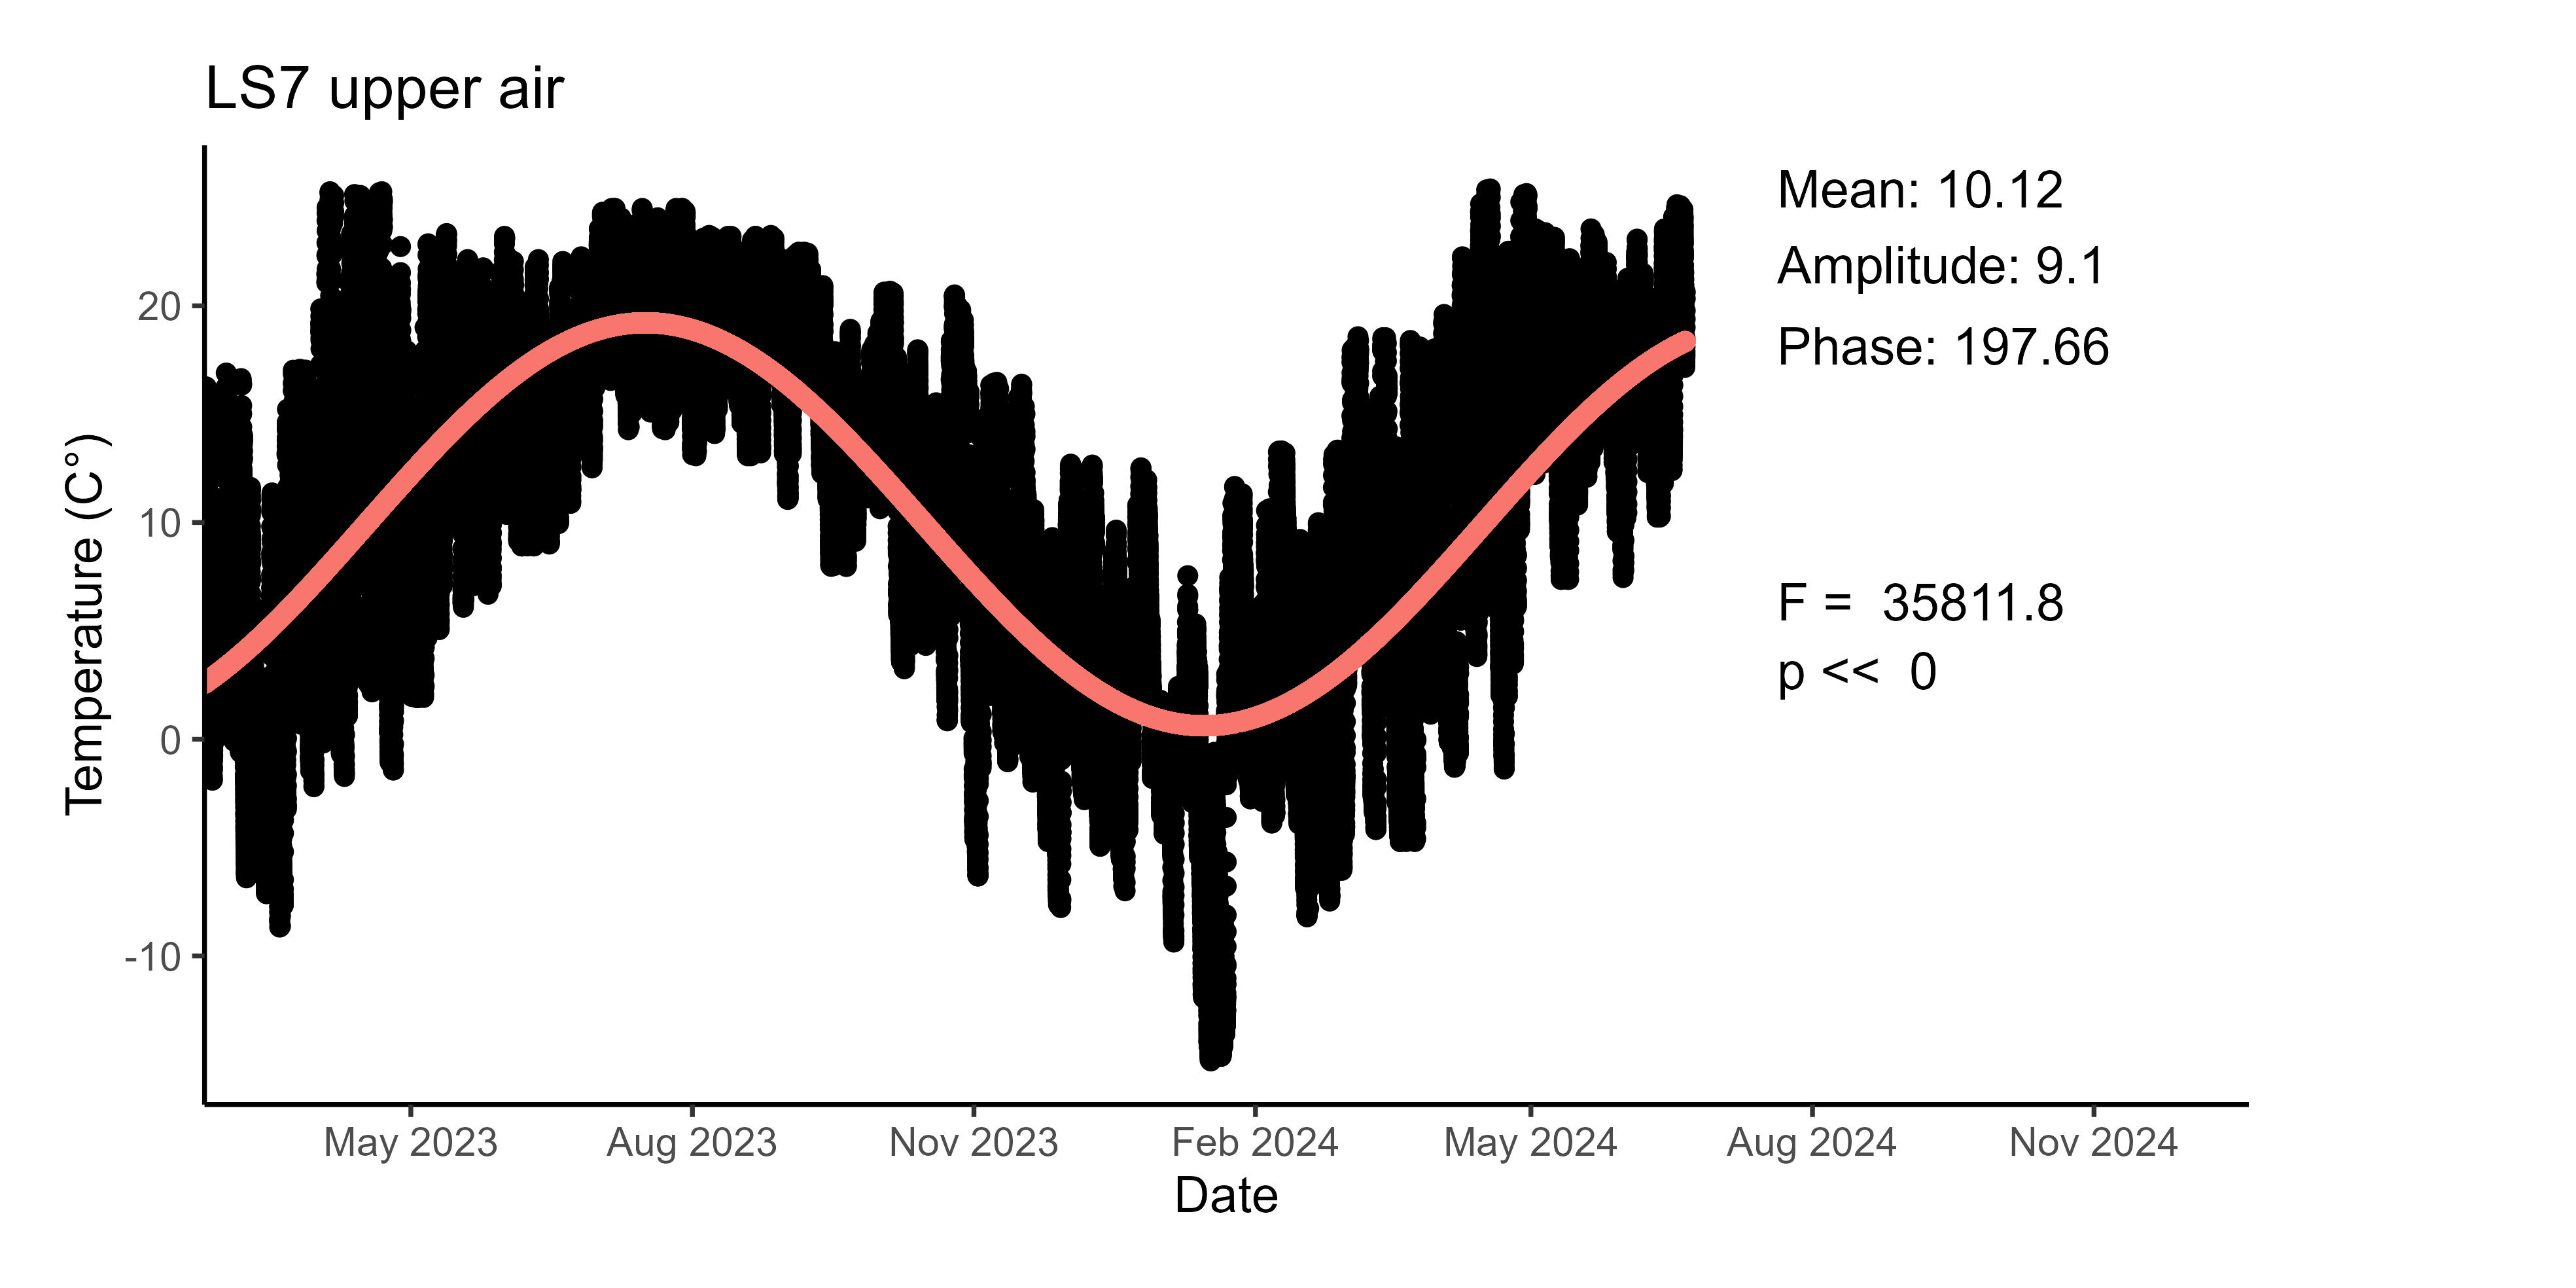 LS7 upper air
Mean: 10.12
Amplitude: 9.1
Phase: 197.66
F =  35811.8
p <<  0
Temperature (C°)
20
10
0
-10
May 2023
Aug 2023
Nov 2023
Feb 2024
May 2024
Aug 2024
Nov 2024
Date